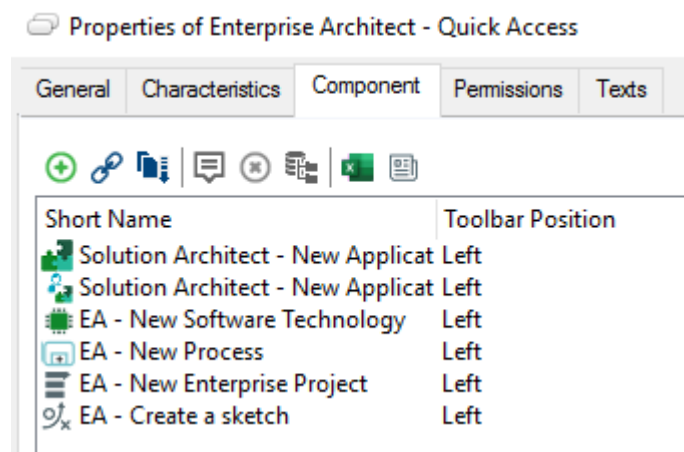 Properties of Enterprise Architect - Quick Access
General Characteristics Component Permissions Texts
Short Name Toolbar Position
Solution Architect - New Applicat Left
Solution Architect - New Applicat Left
EA - New Software Technology Left
EA - New Process Left
EA - New Enterprise Project Left
EA - Create a sketch Left